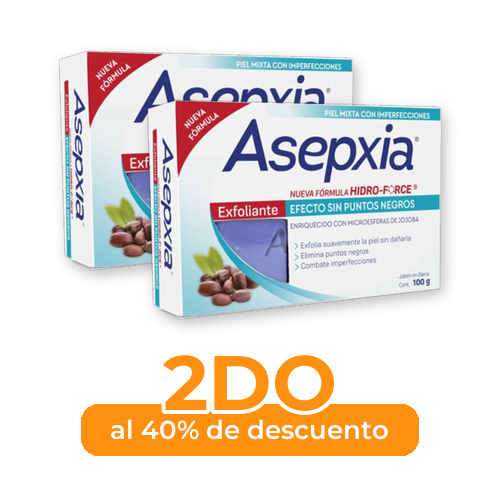 NUEVA
FÓRMULA
PIEL MIXTA CON IMPERFECCIONES
Asepxia
Exfoliante
NUEVA
FÓRMULA
PIEL MIXTA CON IMPERFECCIONES
Asepxia®
NUEVA FÓRMULA HIDRO-FORCE®
Exfoliante
EFECTO SIN PUNTOS NEGROS
ENRIQUECIDO CON MICROESFERAS DE JOJOBA
• Exfolia suavemente la piel sin dañarla
• Elimina puntos negros
• Combate imperfecciones
Jabón en Barra
Cont.: 100 g
Asepxia
2DO
al 40% de descuento